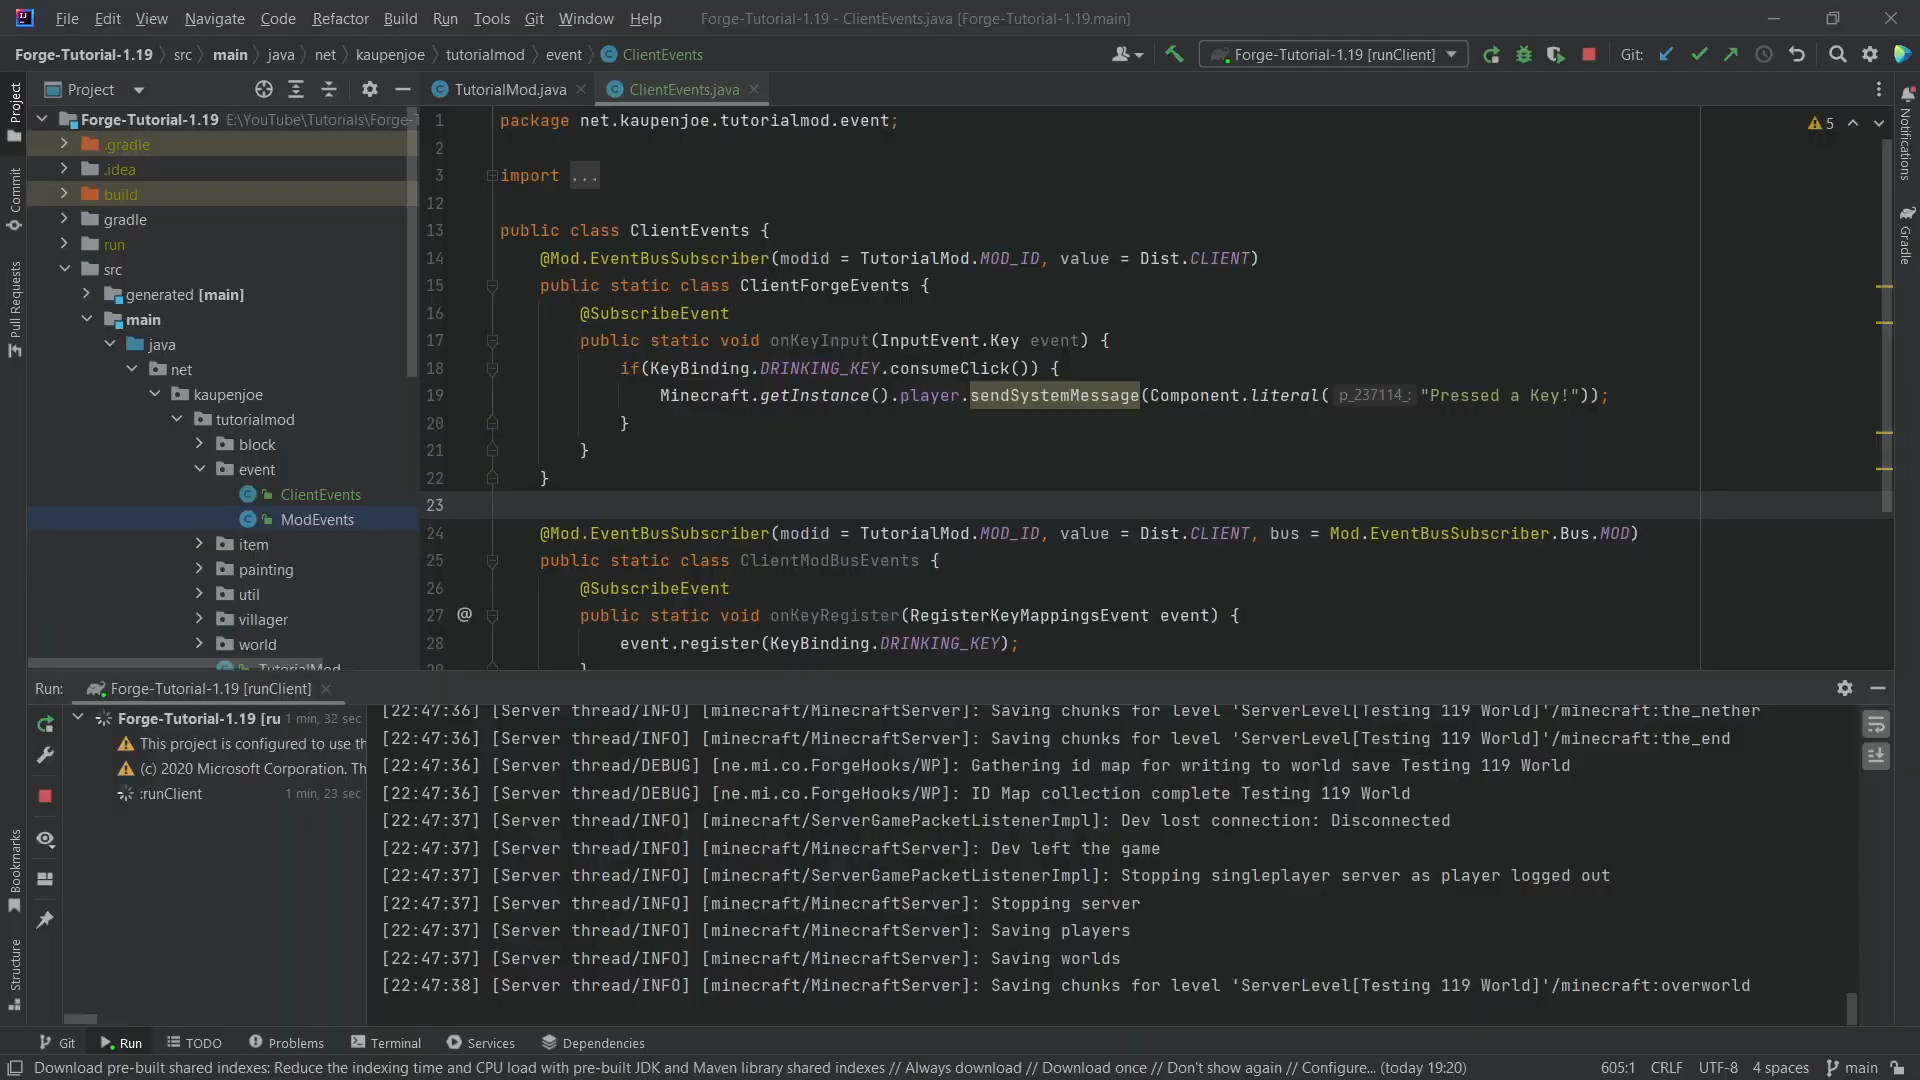 File Edit View Navigate Code Refactor Build Run Tools Git Window Help Forge-Tutorial-1.19 - ClientEvents.java [Forge-Tutorial-1.19.main]
Forge-Tutorial-1.19 src main java net kaupenjoe tutorialmod event ClientEvents Forge-Tutorial-1.19 [runClient] Git:
Project TutorialMod.java ClientEvents.java
Project
Commit
Pull Requests
Bookmarks
Structure
Notifications
Gradle
Forge-Tutorial-1.19 E:\YouTube\Tutorials\Forge-
.gradle
.idea
build
gradle
run
src
generated [main]
main
java
net
kaupenjoe
tutorialmod
block
event
ClientEvents
ModEvents
item
painting
util
villager
world
TutorialMod
5
1 package net.kaupenjoe.tutorialmod.event;
2
3 import ...
12
13 public class ClientEvents {
14 @Mod.EventBusSubscriber(modid = TutorialMod.MOD_ID, value = Dist.CLIENT)
15 public static class ClientForgeEvents {
16 @SubscribeEvent
17 public static void onKeyInput(InputEvent.Key event) {
18 if(KeyBinding.DRINKING_KEY.consumeClick()) {
19 Minecraft.getInstance().player.sendSystemMessage(Component.literal( p_237114_: "Pressed a Key!"));
20 }
21 }
22 }
23
24 @Mod.EventBusSubscriber(modid = TutorialMod.MOD_ID, value = Dist.CLIENT, bus = Mod.EventBusSubscriber.Bus.MOD)
25 public static class ClientModBusEvents {
26 @SubscribeEvent
27 @ public static void onKeyRegister(RegisterKeyMappingsEvent event) {
28 event.register(KeyBinding.DRINKING_KEY);
29 }
Run: Forge-Tutorial-1.19 [runClient]
Forge-Tutorial-1.19 [ru 1 min, 32 sec
This project is configured to use th
(c) 2020 Microsoft Corporation. Th
:runClient 1 min, 23 sec
[22:47:36] [Server thread/INFO] [minecraft/MinecraftServer]: Saving chunks for level 'ServerLevel[Testing 119 World]'/minecraft:the_nether
[22:47:36] [Server thread/INFO] [minecraft/MinecraftServer]: Saving chunks for level 'ServerLevel[Testing 119 World]'/minecraft:the_end
[22:47:36] [Server thread/DEBUG] [ne.mi.co.ForgeHooks/WP]: Gathering id map for writing to world save Testing 119 World
[22:47:36] [Server thread/DEBUG] [ne.mi.co.ForgeHooks/WP]: ID Map collection complete Testing 119 World
[22:47:37] [Server thread/INFO] [minecraft/ServerGamePacketListenerImpl]: Dev lost connection: Disconnected
[22:47:37] [Server thread/INFO] [minecraft/MinecraftServer]: Dev left the game
[22:47:37] [Server thread/INFO] [minecraft/ServerGamePacketListenerImpl]: Stopping singleplayer server as player logged out
[22:47:37] [Server thread/INFO] [minecraft/MinecraftServer]: Stopping server
[22:47:37] [Server thread/INFO] [minecraft/MinecraftServer]: Saving players
[22:47:37] [Server thread/INFO] [minecraft/MinecraftServer]: Saving worlds
[22:47:38] [Server thread/INFO] [minecraft/MinecraftServer]: Saving chunks for level 'ServerLevel[Testing 119 World]'/minecraft:overworld
Git Run TODO Problems Terminal Services Dependencies
Download pre-built shared indexes: Reduce the indexing time and CPU load with pre-built JDK and Maven library shared indexes // Always download // Download once // Don't show again // Configure... (today 19:20) 605:1 CRLF UTF-8 4 spaces main